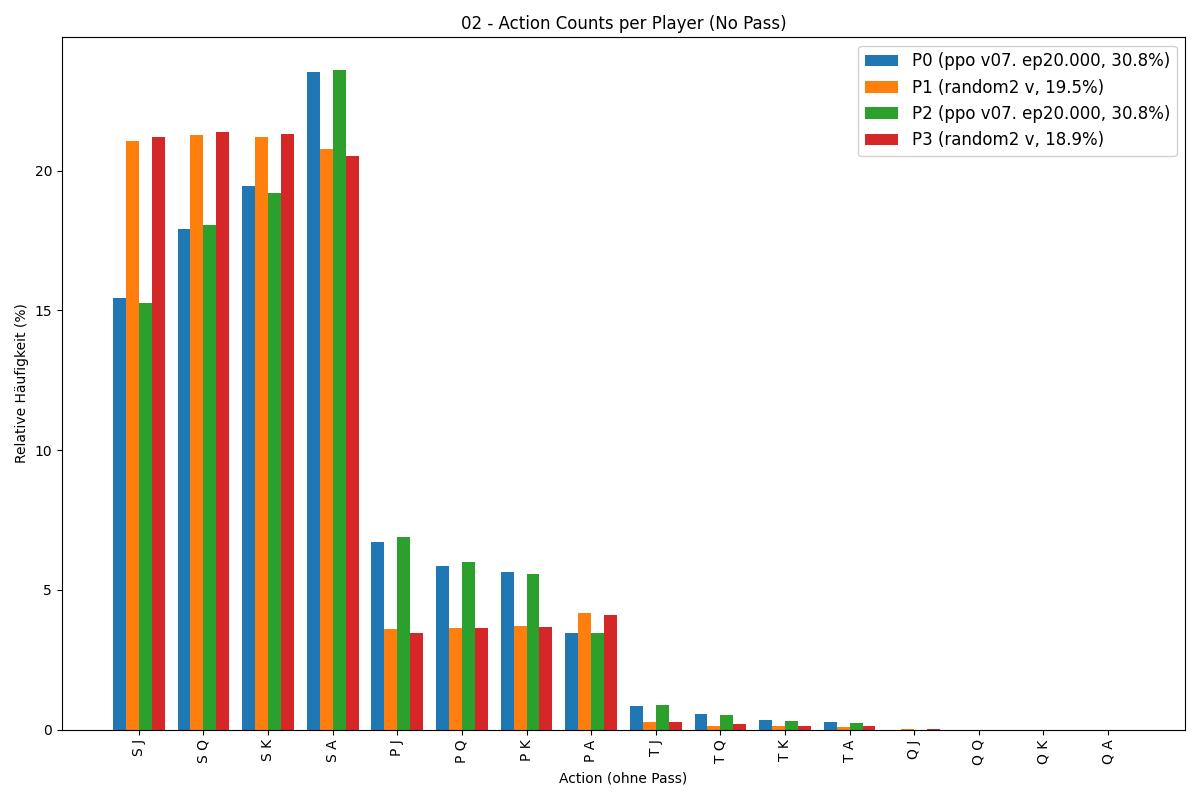 02 - Action Counts per Player (No Pass)
P0 (ppo v07. ep20.000, 30.8%)
P1 (random2 v, 19.5%)
P2 (ppo v07. ep20.000, 30.8%)
P3 (random2 v, 18.9%)
Relative Häufigkeit (%)
20
15
10
5
0
S J
S Q
S K
S A
P J
P Q
P K
P A
T J
T Q
T K
T A
Q J
Q Q
Q K
Q A
Action (ohne Pass)